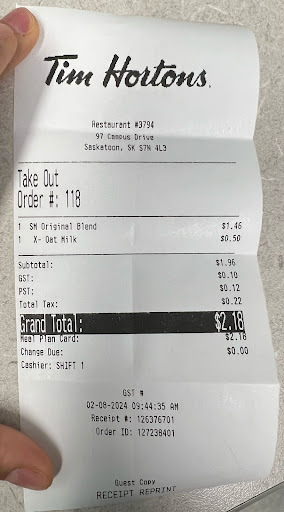 Tim Hortons.
Restaurant #3794
97 Campus Drive
Saskatoon, SK S7N 4L3
Take Out
Order #: 118
1 SM Original Blend $1.46
1 X- Oat Milk $0.50
Subtotal: $1.96
GST: $0.10
PST: $0.12
Total Tax: $0.22
Grand Total: $2.18
Meal Plan Card: $2.18
Change Due: $0.00
Cashier: SHIFT 1
GST #
02-08-2024 09:44:35 AM
Receipt #: 126376701
Order ID: 127238401
Guest Copy
RECEIPT REPRINT